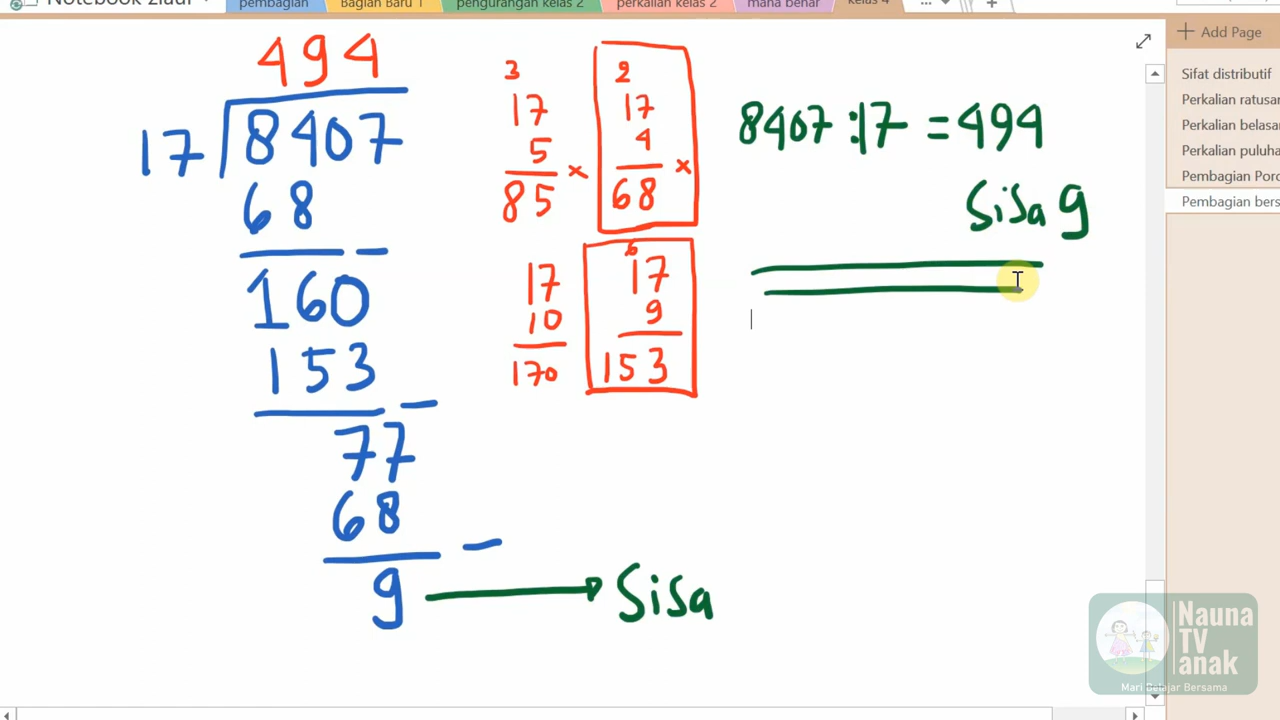 Notebook ziaul
pembagian
Bagian Baru 1
pengurangan kelas 2
perkalian kelas 2
mana benar
kelas 4
...
+
+ Add Page
Sifat distributif
Perkalian ratusan
Perkalian belasa
Perkalian puluha
Pembagian Poro
Pembagian bers
494
17 8407
68
160
153
77
68
9
Sisa
3
17
5
85 ×
2
17
4
68 ×
17
10
170
6
17
9
153
8407 :17 = 494
Sisa 9
Nauna
TV
anak
Mari Belajar Bersama